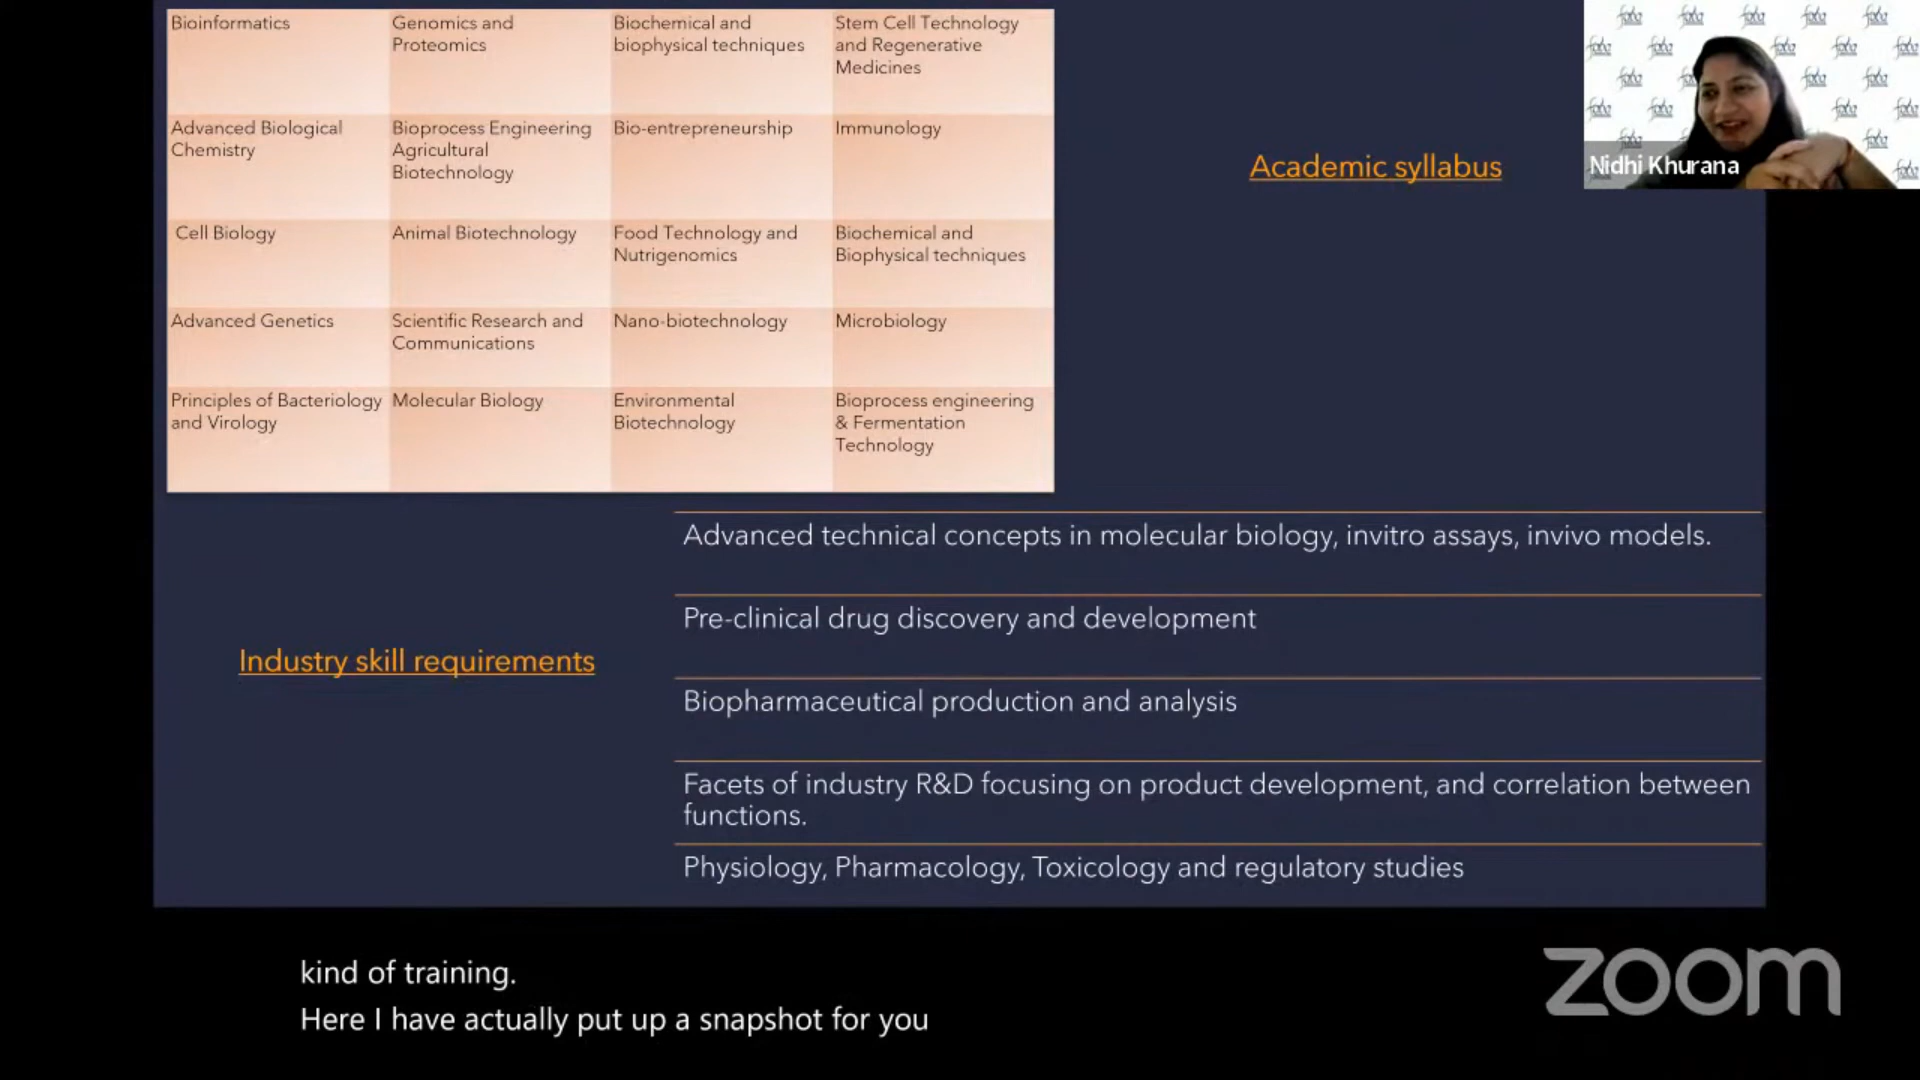 Bioinformatics
Genomics and
Proteomics
Biochemical and
biophysical techniques
Stem Cell Technology
and Regenerative
Medicines
Advanced Biological
Chemistry
Bioprocess Engineering
Agricultural
Biotechnology
Bio-entrepreneurship
Immunology
Cell Biology
Animal Biotechnology
Food Technology and
Nutrigenomics
Biochemical and
Biophysical techniques
Advanced Genetics
Scientific Research and
Communications
Nano-biotechnology
Microbiology
Principles of Bacteriology
and Virology
Molecular Biology
Environmental
Biotechnology
Bioprocess engineering
& Fermentation
Technology
Academic syllabus
Nidhi Khurana
Industry skill requirements
Advanced technical concepts in molecular biology, invitro assays, invivo models.
Pre-clinical drug discovery and development
Biopharmaceutical production and analysis
Facets of industry R&D focusing on product development, and correlation between
functions.
Physiology, Pharmacology, Toxicology and regulatory studies
kind of training.
Here I have actually put up a snapshot for you
zoom